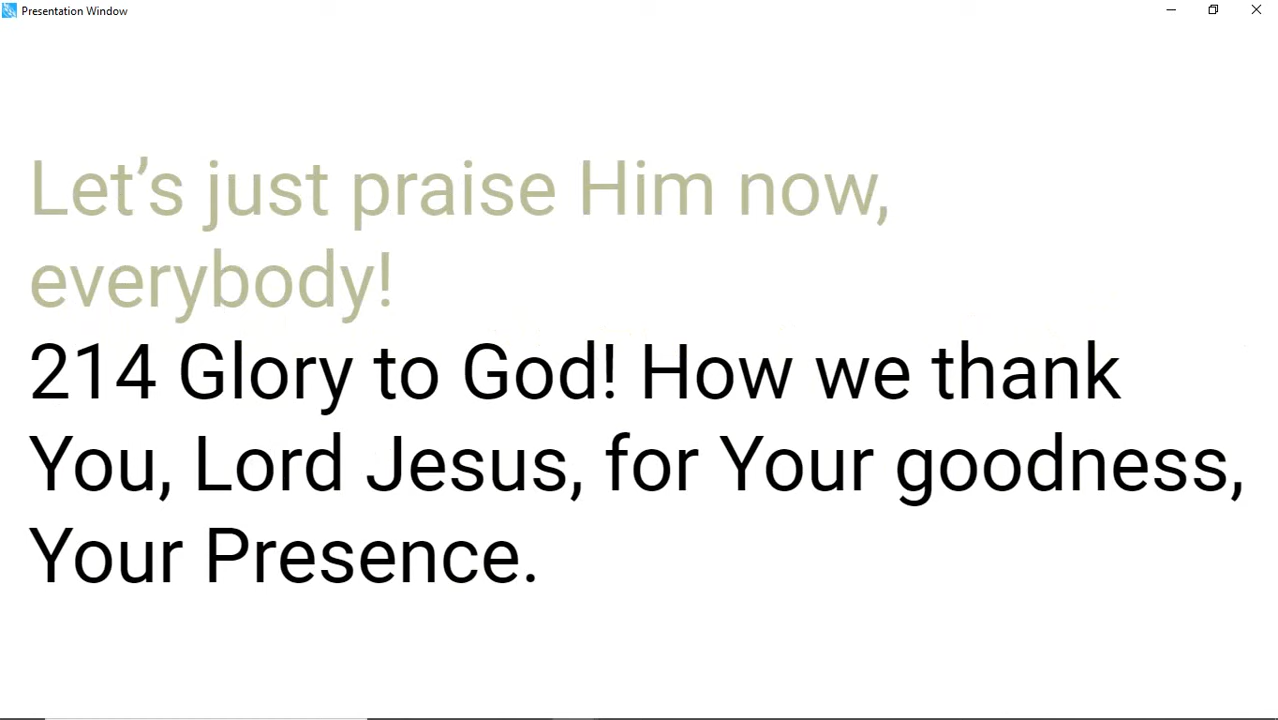 Presentation Window
Let’s just praise Him now,
everybody!
214 Glory to God! How we thank
You, Lord Jesus, for Your goodness,
Your Presence.